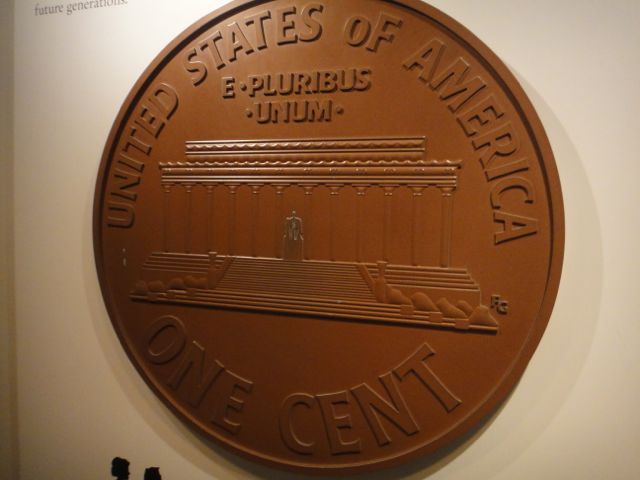 future generations.
UNITED STATES OF AMERICA
E·PLURIBUS
·UNUM·
FG
ONE CENT